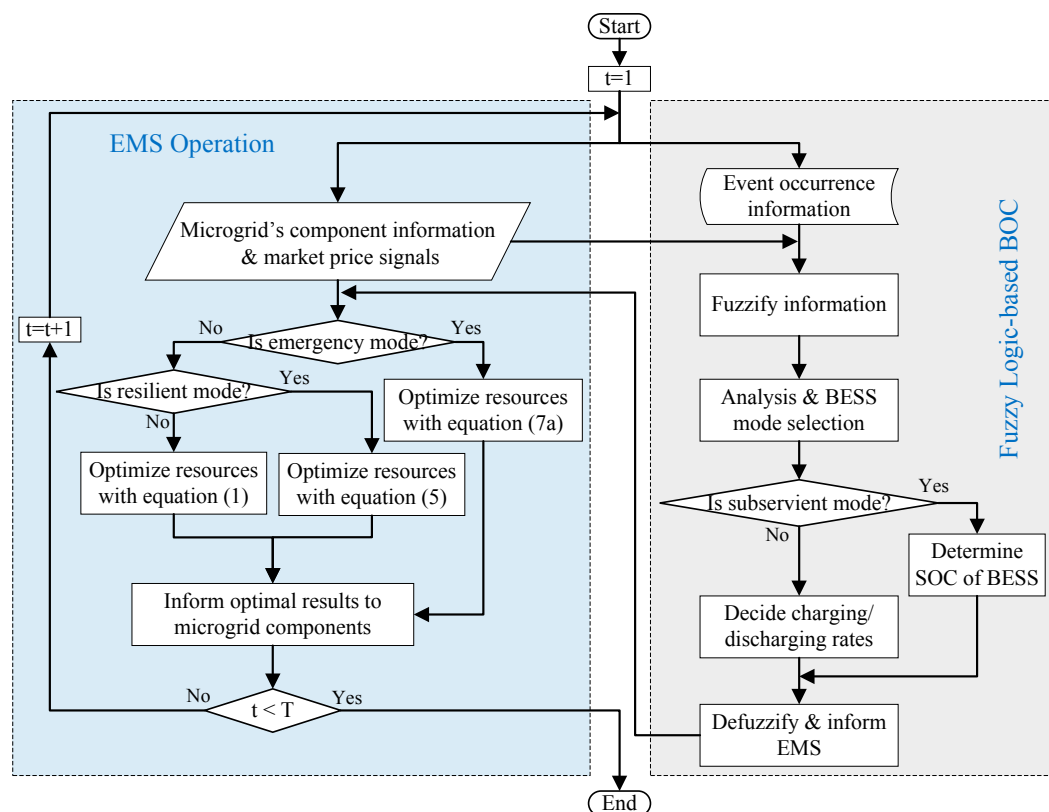 Start
t=1
EMS Operation
Event occurrence
information
Microgrid's component information
& market price signals
Fuzzy Logic-based BOC
Fuzzify information
t=t+1
No
Yes
Is emergency mode?
Is resilient mode?
Yes
No
Optimize resources
with equation (7a)
Analysis & BESS
mode selection
Optimize resources
with equation (1)
Optimize resources
with equation (5)
Is subservient mode?
Yes
No
Determine
SOC of BESS
Inform optimal results to
microgrid components
Decide charging/
discharging rates
No
Yes
t < T
Defuzzify & inform
EMS
End